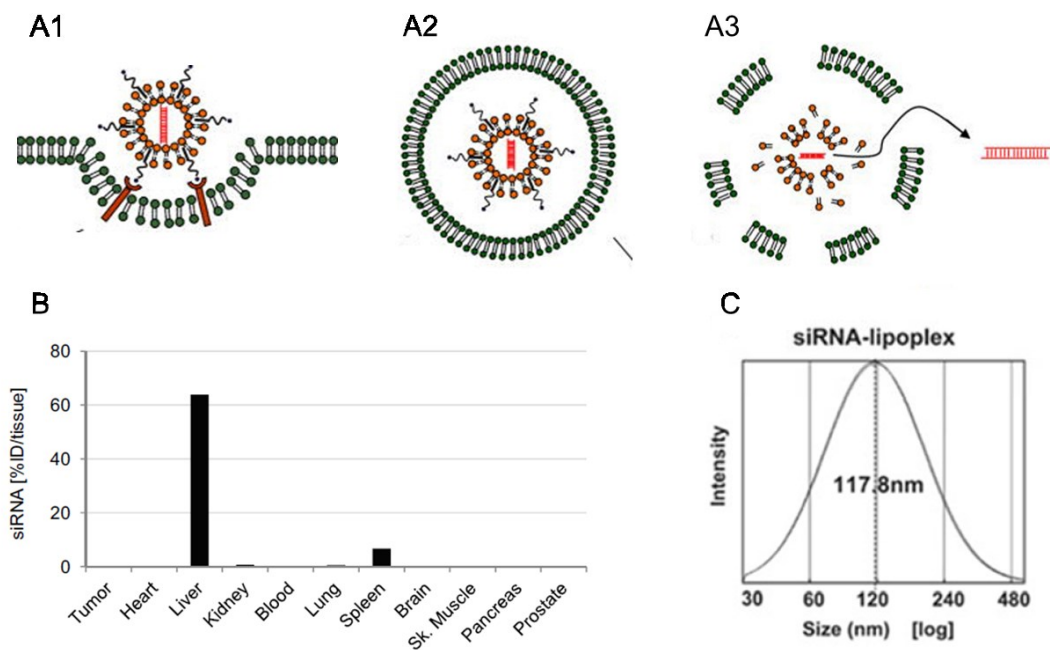 A1
A2
A3
B
siRNA [%ID/tissue]
80
60
40
20
0
Tumor
Heart
Liver
Kidney
Blood
Lung
Spleen
Brain
Sk. Muscle
Pancreas
Prostate
C
siRNA-lipoplex
Intensity
117.8nm
30 60 120 240 480
Size (nm) [log]